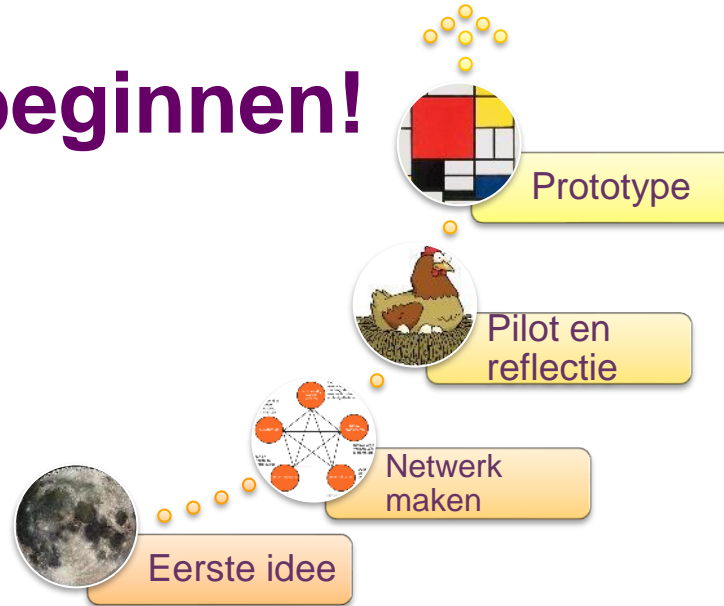 beginnen!
Prototype
Pilot en
reflectie
Netwerk
maken
Eerste idee